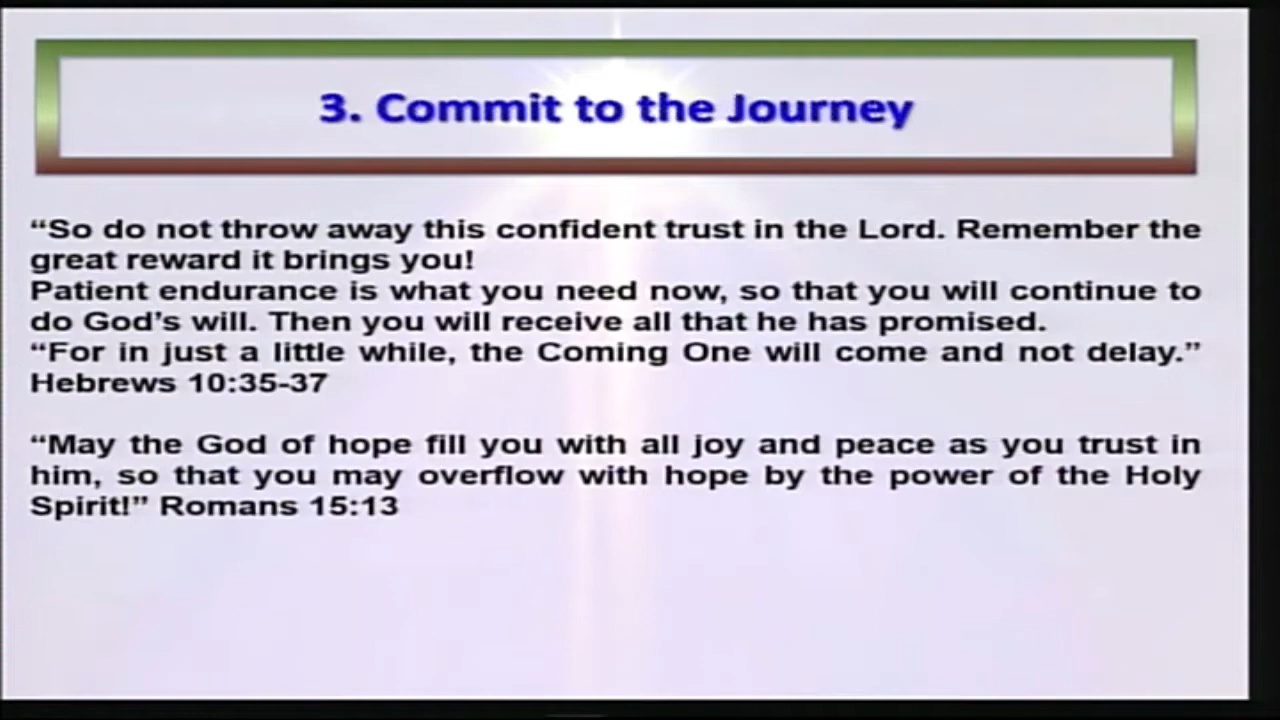 3. Commit to the Journey
“So do not throw away this confident trust in the Lord. Remember the
great reward it brings you!
Patient endurance is what you need now, so that you will continue to
do God’s will. Then you will receive all that he has promised.
“For in just a little while, the Coming One will come and not delay.”
Hebrews 10:35-37
“May the God of hope fill you with all joy and peace as you trust in
him, so that you may overflow with hope by the power of the Holy
Spirit!” Romans 15:13